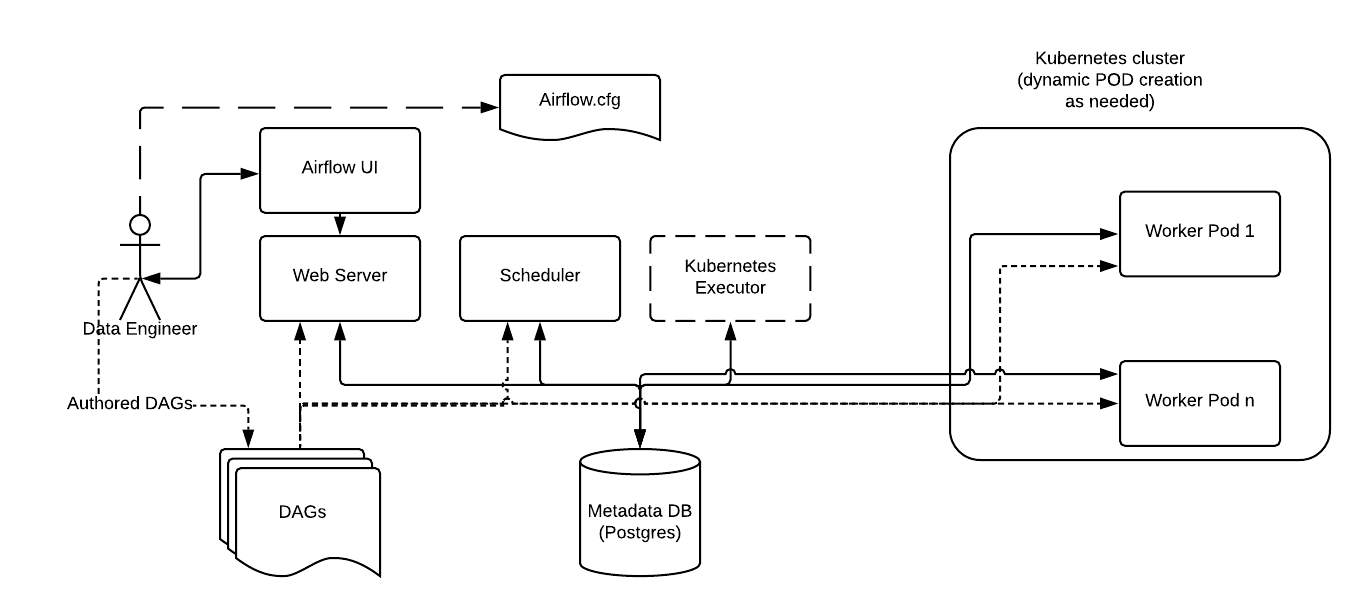 Kubernetes cluster
(dynamic POD creation
as needed)
Airflow.cfg
Airflow UI
Worker Pod 1
Web Server
Scheduler
Kubernetes
Executor
Data Engineer
Authored DAGs
Worker Pod n
DAGs
Metadata DB
(Postgres)